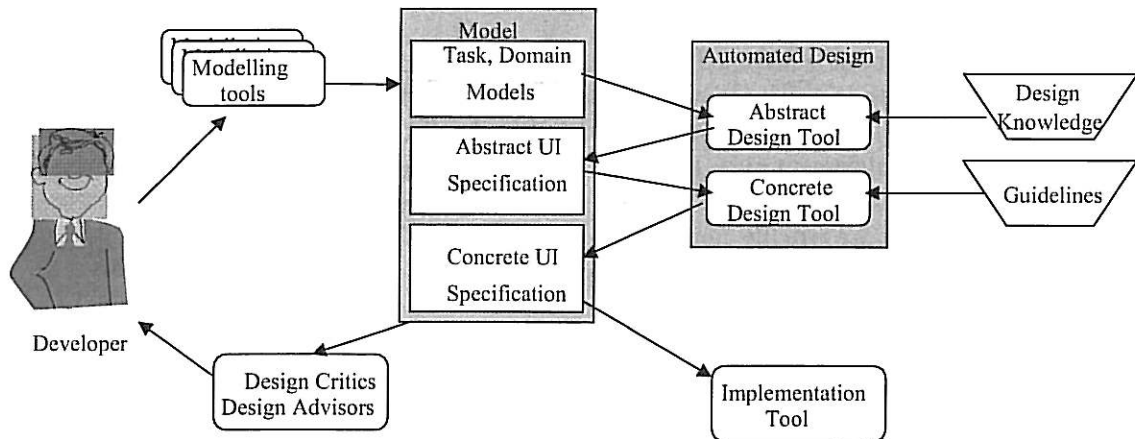 Model
Modelling
tools
Task, Domain
Models
Automated Design
Abstract
Design Tool
Design
Knowledge
Abstract UI
Specification
Concrete
Design Tool
Guidelines
Concrete UI
Specification
Developer
Design Critics
Design Advisors
Implementation
Tool